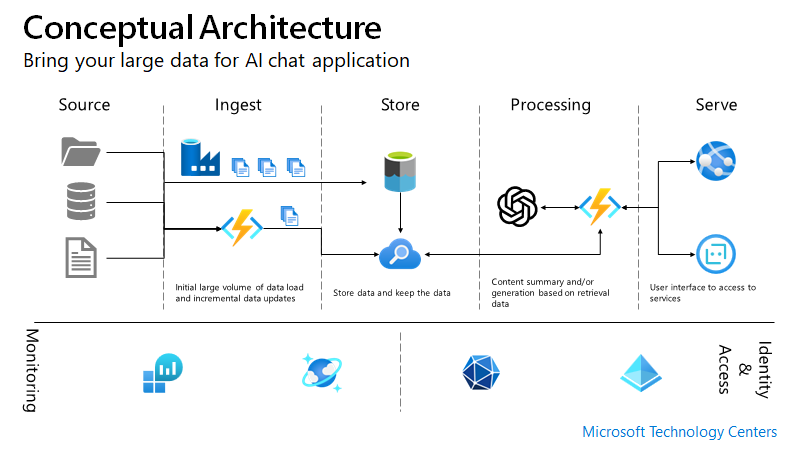 Conceptual Architecture
Bring your large data for AI chat application
Source
Ingest
Store
Processing
Serve
Initial large volume of data load
and incremental data updates
Store data and keep the data
Content summary and/or
generation based on retrieval
data
User interface to access to
services
Monitoring
Identity
&
Access
Microsoft Technology Centers